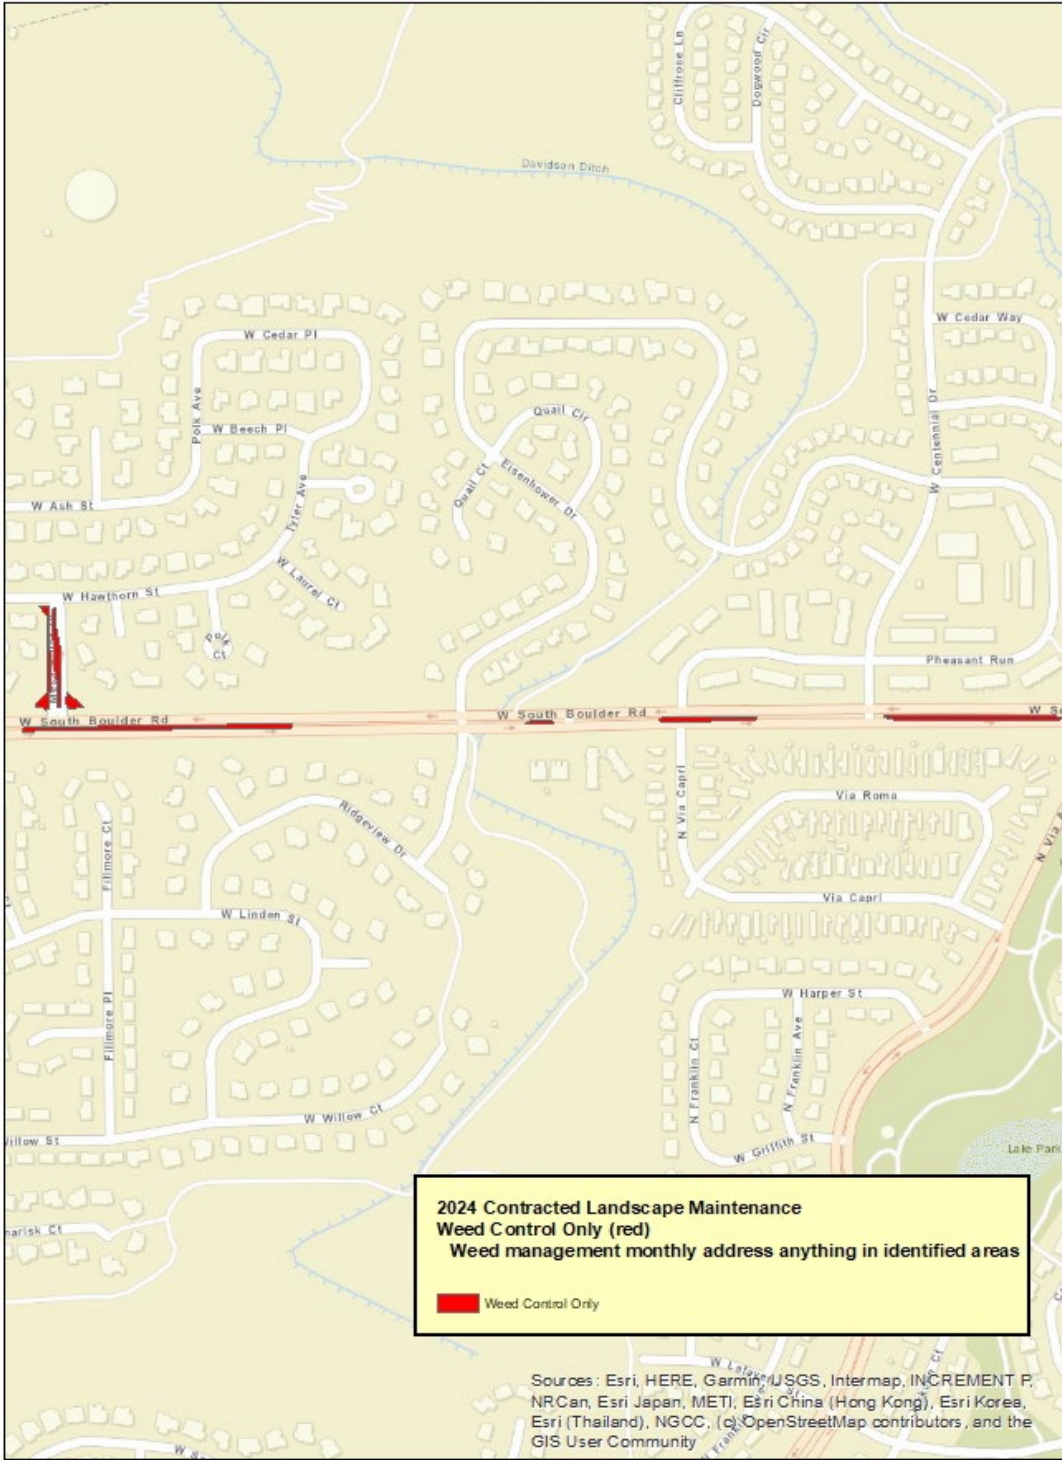 Cliffrose Ln
Dogwood Cir
Davidson Ditch
W Cedar Way
W Cedar Pl
Polk Ave
W Centennial Dr
Quail Cir
W Beech Pl
Quail Ct
Eisenhower Dr
Tyler Ave
W Ash St
W Laurel Ct
W Hawthorn St
Polk
Ct
Pheasant Run
W South Boulder Rd
W South Boulder Rd
W So
N Via Capri
Via Roma
Ridgeview Dr
Fillmore Ct
Via Capri
W Linden St
W Harper St
Fillmore Pl
N Franklin Ct
N Franklin Ave
W Willow Ct
Willow St
W Griffith St
Lake Park
2024 Contracted Landscape Maintenance
Weed Control Only (red)
Weed management monthly address anything in identified areas
Weed Control Only
marisk Ct
Sources: Esri, HERE, Garmin, USGS, Intermap, INCREMENT P,
NRCan, Esri Japan, METI, Esri China (Hong Kong), Esri Korea,
Esri (Thailand), NGCC, (c) OpenStreetMap contributors, and the
GIS User Community